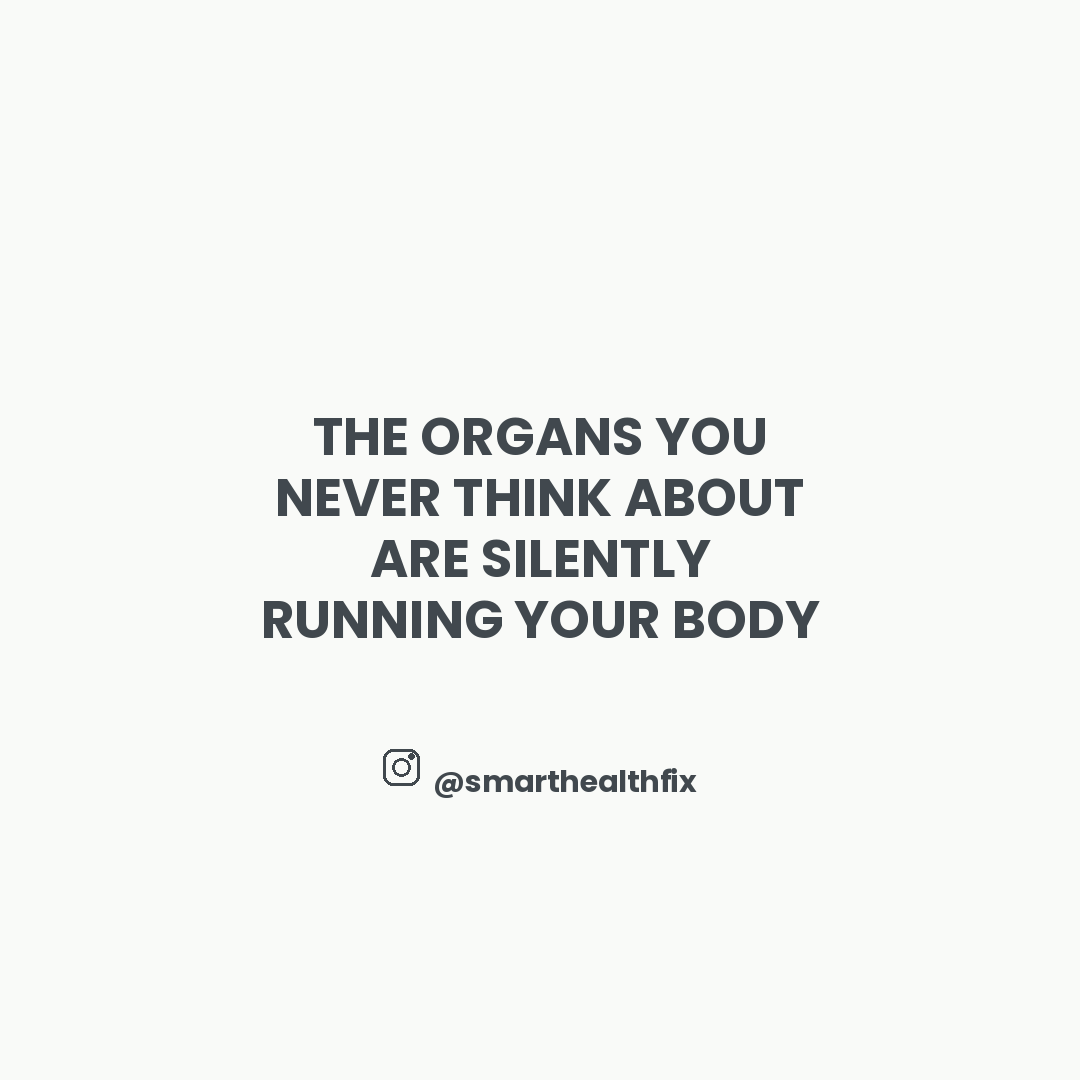 THE ORGANS YOU
NEVER THINK ABOUT
ARE SILENTLY
RUNNING YOUR BODY
@smarthealthfix